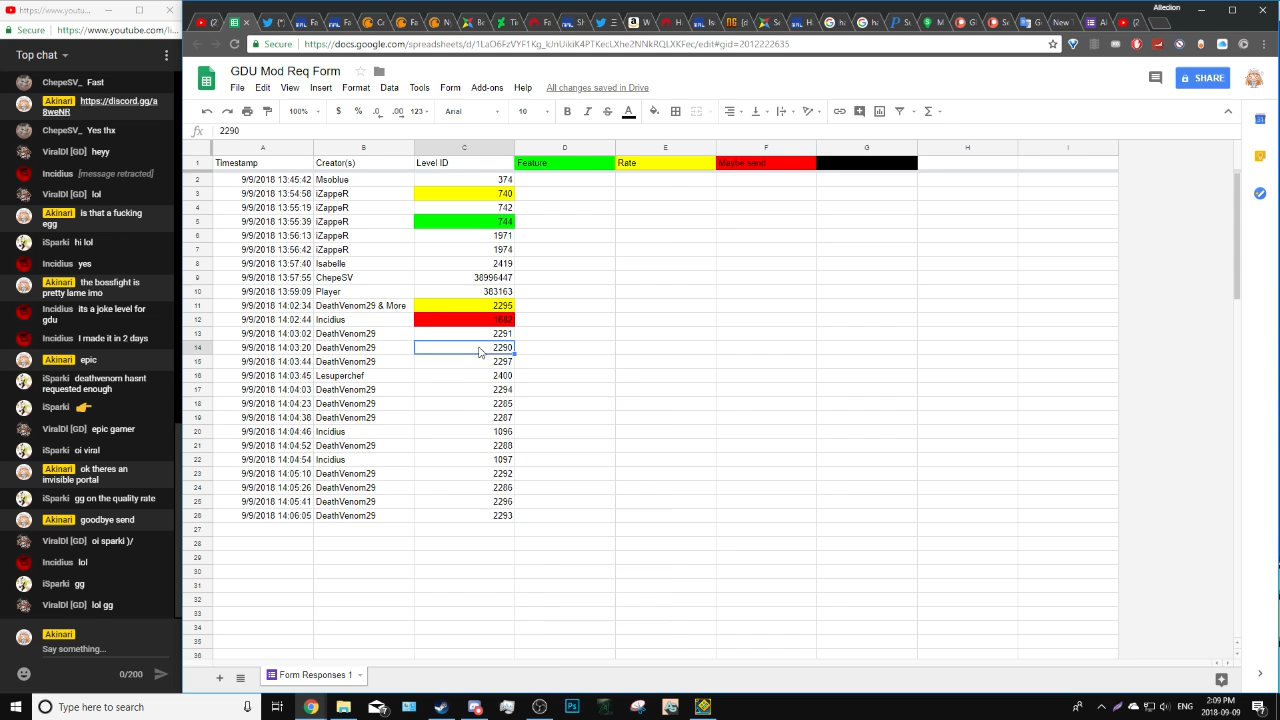 https://www.youtu...
Secure
https://www.youtube.com/li...
Top chat
ChepeSV_ Fast
Akinari https://discord.gg/a
8weNR
ChepeSV_ Yes thx
ViralDl [GD] heyy
Incidius [message retracted]
ViralDl [GD] lol
Akinari is that a fucking
egg
iSparki hi lol
Incidius yes
Akinari the bossfight is
pretty lame imo
Incidius its a joke level for
gdu
Incidius I made it in 2 days
Akinari epic
iSparki deathvenom hasnt
requested enough
iSparki 👉
ViralDl [GD] epic gamer
iSparki oi viral
Akinari ok theres an
invisible portal
iSparki gg on the quality rate
Akinari goodbye send
ViralDl [GD] oi sparki )/
Incidius lol
iSparki gg
ViralDl [GD] lol gg
Akinari
Say something...
0/200
Alledion
GDU
Secure
GDU Mod Req Form
File Edit View Insert Format Data Tools Form Add-ons Help All changes saved in Drive
SHARE
100% $ % .0 .00 123 Arial 10 B I S A
fx 2290
A B C D E F G H I
1 Timestamp Creator(s) Level ID Feature Rate Maybe send
2 9/9/2018 13:45:42 Msoblue 374
3 9/9/2018 13:54:58 iZappeR 740
4 9/9/2018 13:55:19 iZappeR 742
5 9/9/2018 13:55:39 iZappeR 744
6 9/9/2018 13:56:13 iZappeR 1971
7 9/9/2018 13:56:42 iZappeR 1974
8 9/9/2018 13:57:40 Isabelle 2419
9 9/9/2018 13:57:55 ChepeSV 38996447
10 9/9/2018 13:59:09 Player 383163
11 9/9/2018 14:02:34 DeathVenom29 & More 2295
12 9/9/2018 14:02:44 Incidius 1682
13 9/9/2018 14:03:02 DeathVenom29 2291
14 9/9/2018 14:03:20 DeathVenom29 2290
15 9/9/2018 14:03:44 DeathVenom29 2297
16 9/9/2018 14:03:45 Lesuperchef 2400
17 9/9/2018 14:04:03 DeathVenom29 2294
18 9/9/2018 14:04:23 DeathVenom29 2285
19 9/9/2018 14:04:38 DeathVenom29 2287
20 9/9/2018 14:04:46 Incidius 1096
21 9/9/2018 14:04:52 DeathVenom29 2288
22 9/9/2018 14:04:54 Incidius 1097
23 9/9/2018 14:05:10 DeathVenom29 2292
24 9/9/2018 14:05:26 DeathVenom29 2286
25 9/9/2018 14:05:41 DeathVenom29 2296
26 9/9/2018 14:06:05 DeathVenom29 2293
27
28
29
30
31
32
33
34
35
36
Form Responses 1
Type here to search
ENG
2:09 PM
2018-09-09